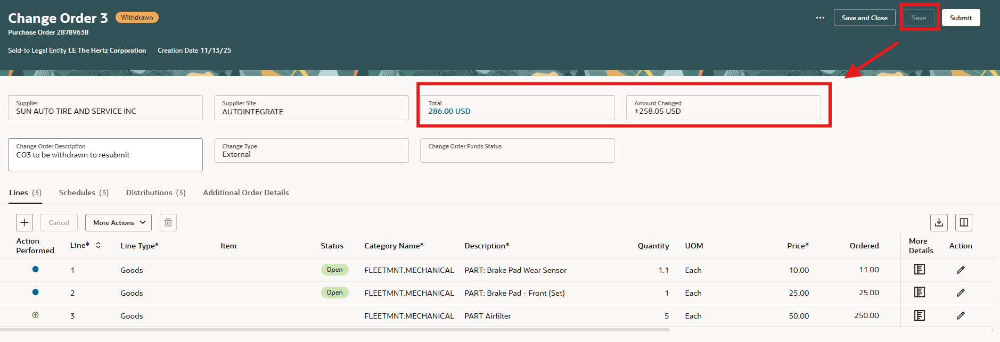 Change Order 3
Withdrawn
Save and Close
Save
Submit
Purchase Order 28789638
Sold-to Legal Entity LE The Hertz Corporation
Creation Date 11/13/25
Supplier
SUN AUTO TIRE AND SERVICE INC
Supplier Site
AUTOINTEGRATE
Total
286.00 USD
Amount Changed
+258.05 USD
Change Order Description
CO3 to be withdrawn to resubmit
Change Type
External
Change Order Funds Status
Lines (3)
Schedules (3)
Distributions (3)
Additional Order Details
Cancel
More Actions
Action Performed
Line*
Line Type*
Item
Status
Category Name*
Description*
Quantity
UOM
Price*
Ordered
More Details
Action
1 Goods Open FLEETMNT.MECHANICAL PART: Brake Pad Wear Sensor 1.1 Each 10.00 11.00
2 Goods Open FLEETMNT.MECHANICAL PART: Brake Pad - Front (Set) 1 Each 25.00 25.00
3 Goods FLEETMNT.MECHANICAL PART Airfilter 5 Each 50.00 250.00